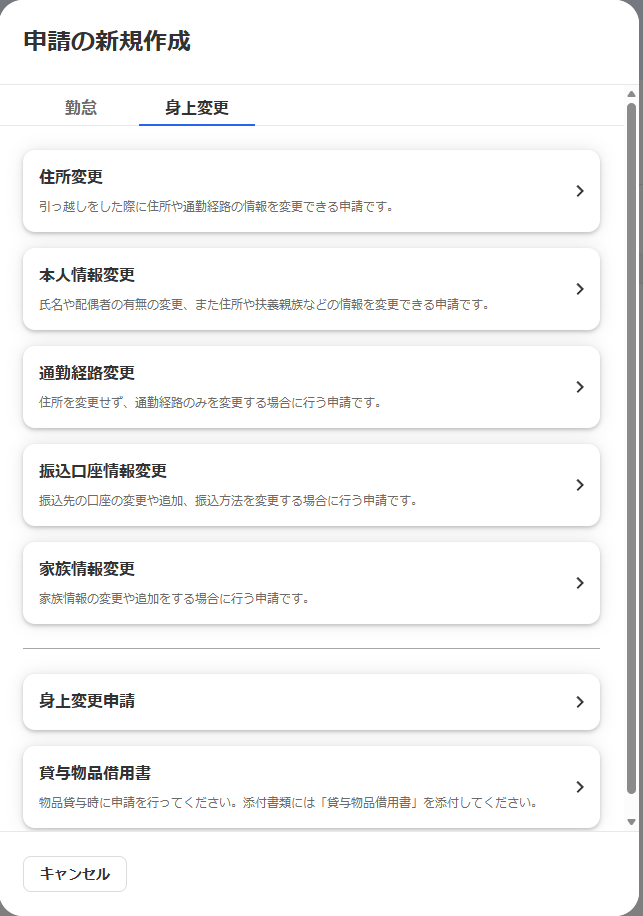 申請の新規作成
勤怠
身上変更
住所変更
引っ越しをした際に住所や通勤経路の情報を変更できる申請です。
本人情報変更
氏名や配偶者の有無の変更、また住所や扶養親族などの情報を変更できる申請です。
通勤経路変更
住所を変更せず、通勤経路のみを変更する場合に行う申請です。
振込口座情報変更
振込先の口座の変更や追加、振込方法を変更する場合に行う申請です。
家族情報変更
家族情報の変更や追加をする場合に行う申請です。
身上変更申請
貸与物品借用書
物品貸与時に申請を行ってください。添付書類には「貸与物品借用書」を添付してください。
キャンセル